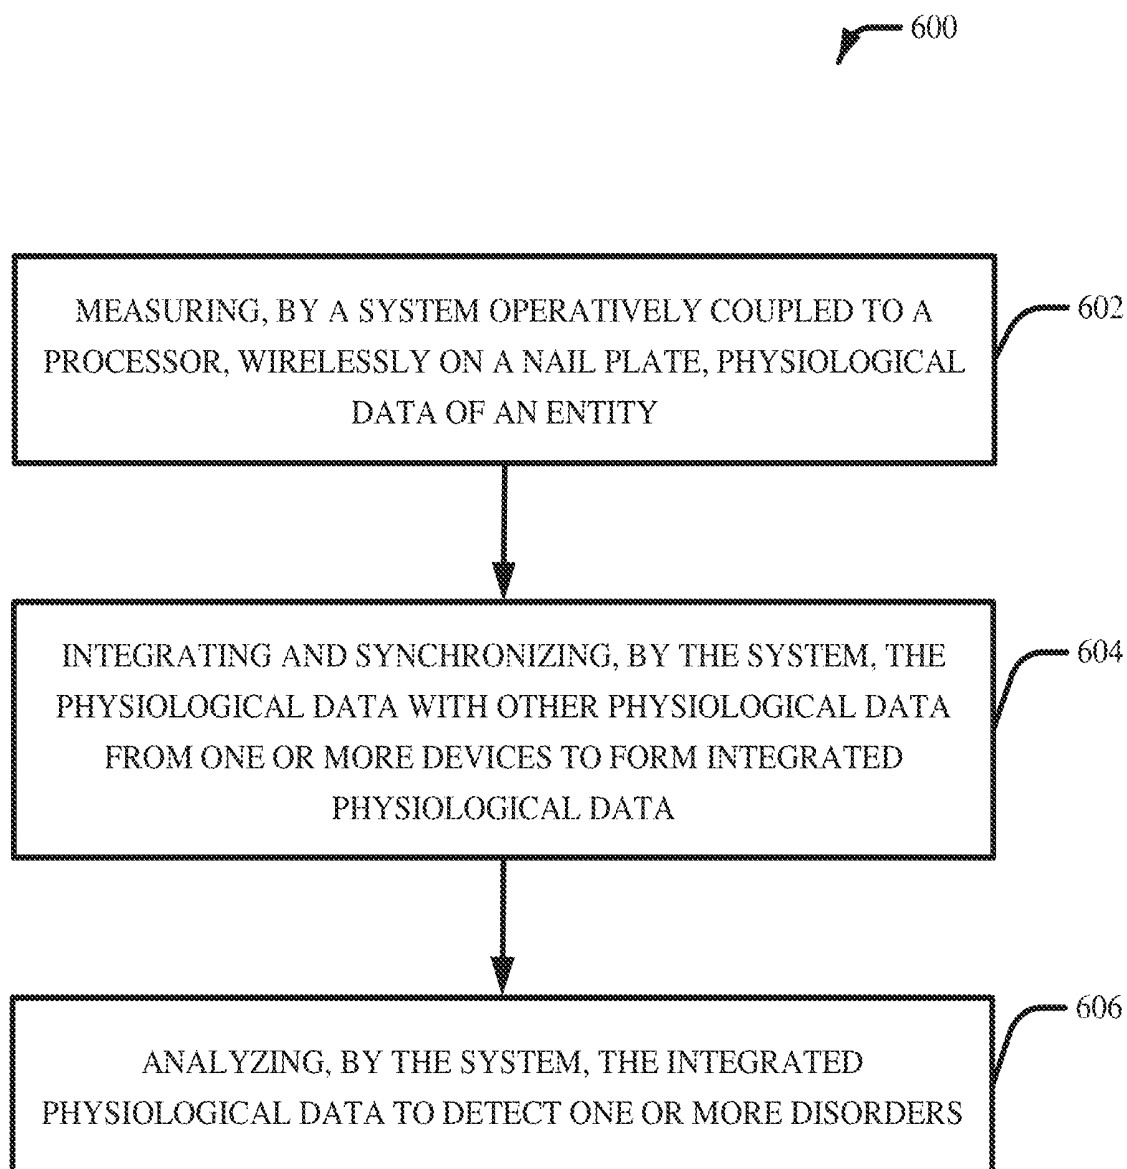 600
MEASURING, BY A SYSTEM OPERATIVELY COUPLED TO A
PROCESSOR, WIRELESSLY ON A NAIL PLATE, PHYSIOLOGICAL
DATA OF AN ENTITY
602
INTEGRATING AND SYNCHRONIZING, BY THE SYSTEM, THE
PHYSIOLOGICAL DATA WITH OTHER PHYSIOLOGICAL DATA
FROM ONE OR MORE DEVICES TO FORM INTEGRATED
PHYSIOLOGICAL DATA
604
ANALYZING, BY THE SYSTEM, THE INTEGRATED
PHYSIOLOGICAL DATA TO DETECT ONE OR MORE DISORDERS
606